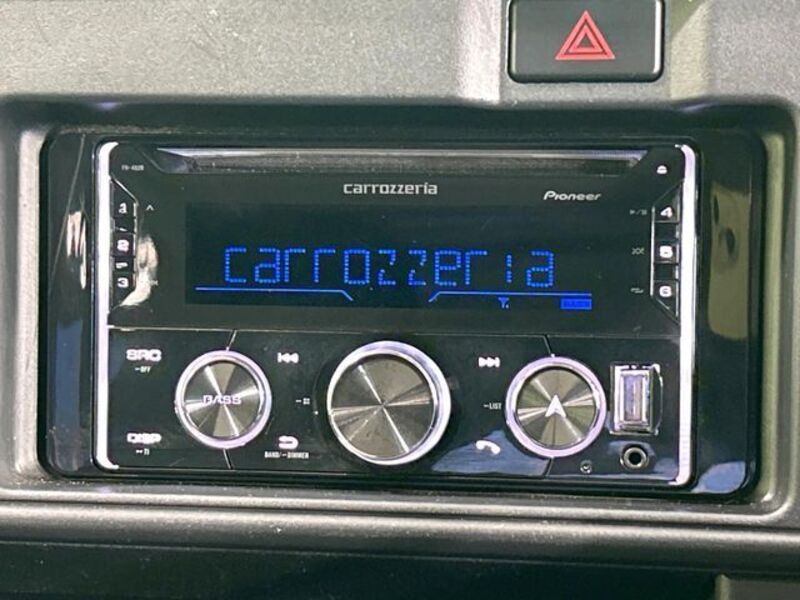 carrozzeria
Pioneer
1
2
3
4
5
6
carrozzeria
SRC
OFF
BASS
LIST
DISP
BAND/ DIMMER